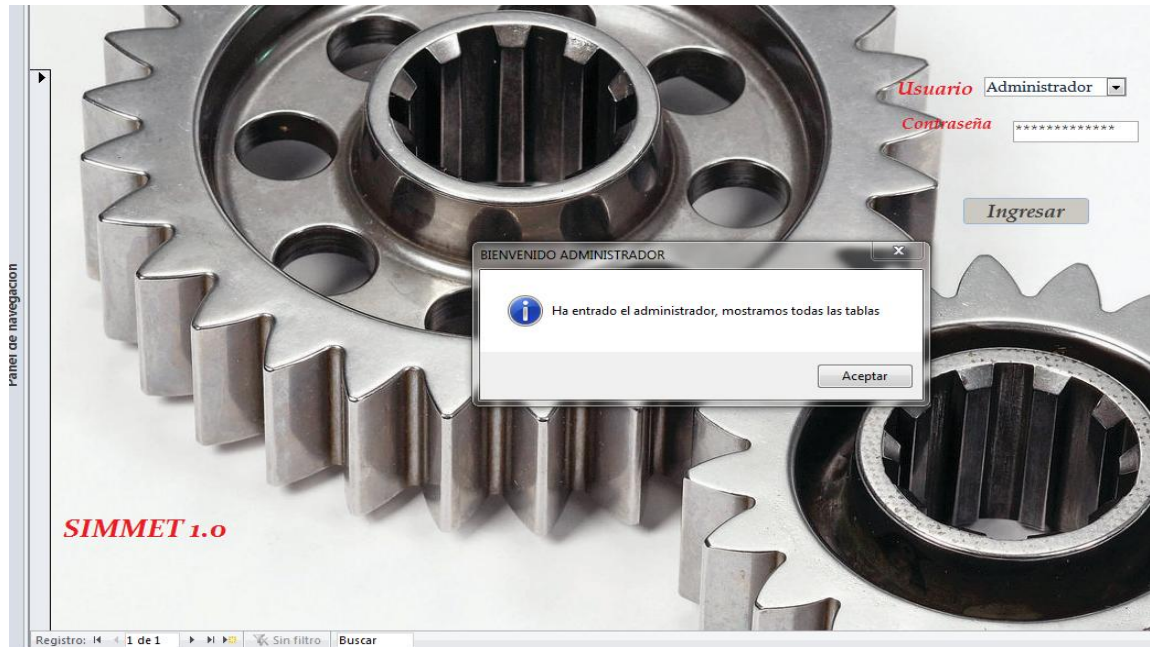 Usuario Administrador
Contraseña *************
Ingresar
BIENVENIDO ADMINISTRADOR
Ha entrado el administrador, mostramos todas las tablas
Aceptar
Panel de navegación
SIMMET 1.0
Registro: 1 de 1 Sin filtro Buscar